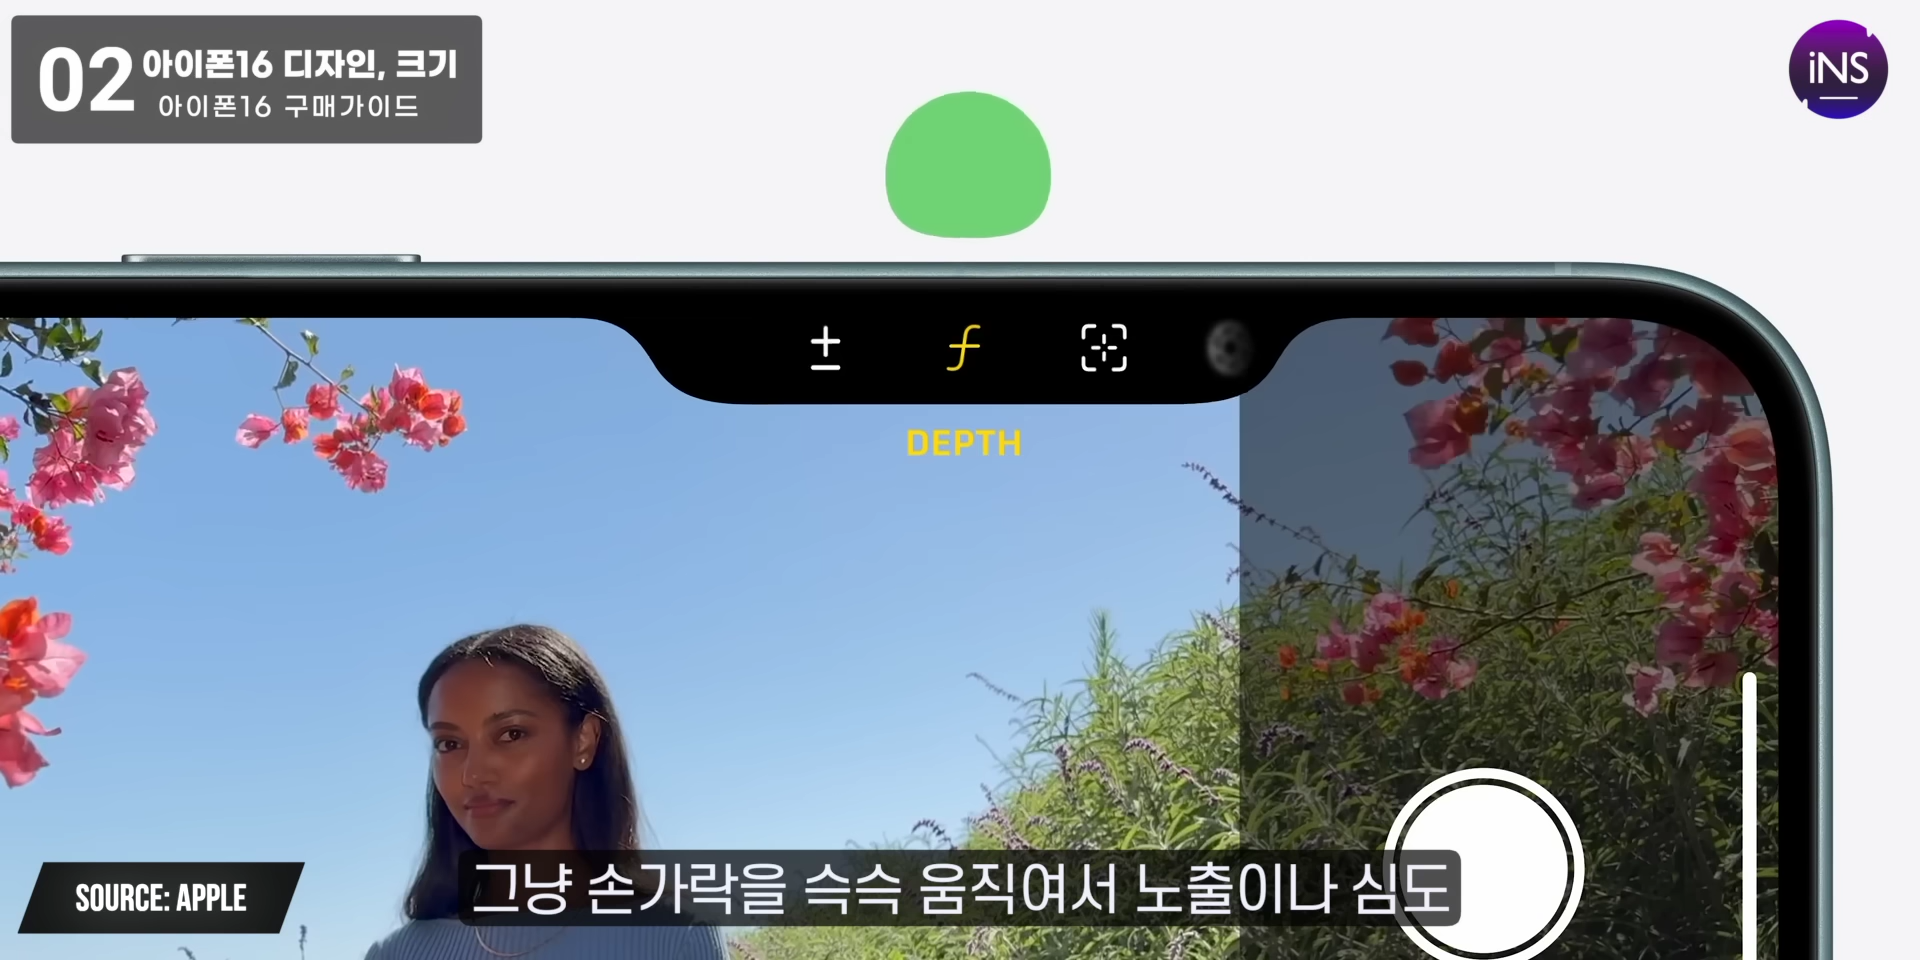 02
아이폰16 디자인, 크기
아이폰16 구매가이드
iNS
DEPTH
SOURCE: APPLE
그냥 손가락을 슥슥 움직여서 노출이나 심도